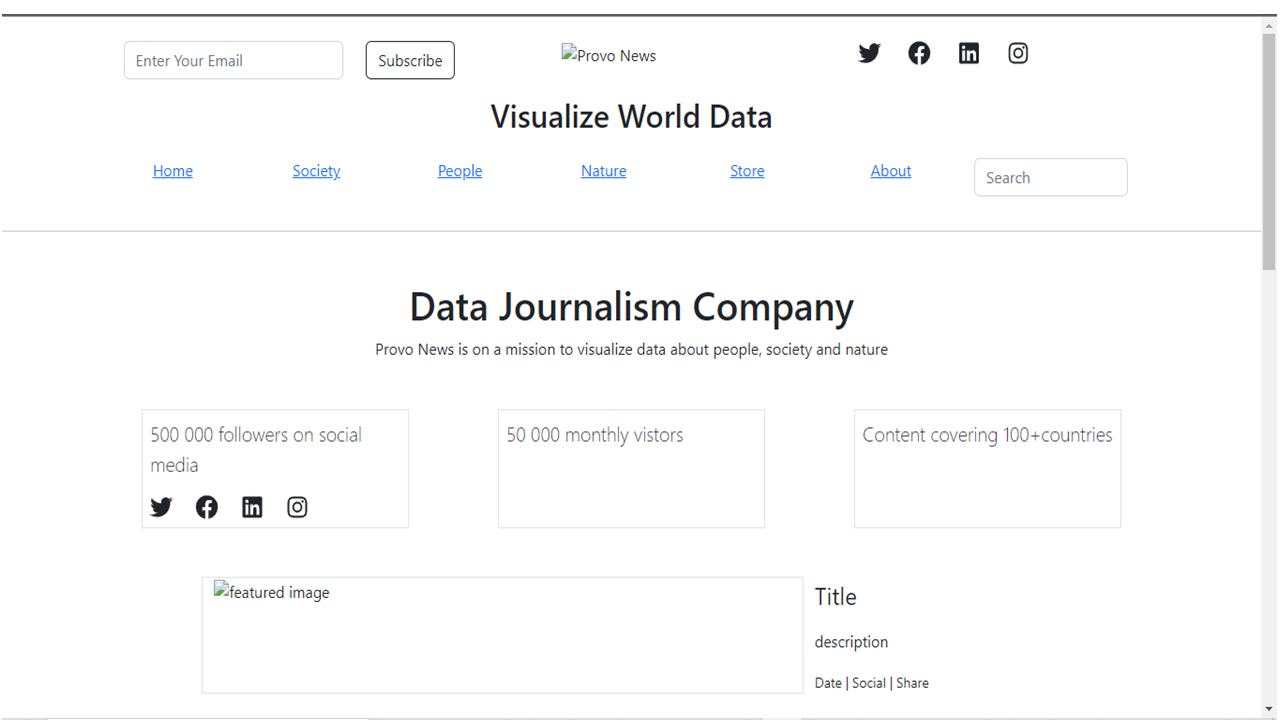 Enter Your Email
Subscribe
Provo News
Visualize World Data
Home Society People Nature Store About Search
Data Journalism Company
Provo News is on a mission to visualize data about people, society and nature
500 000 followers on social
media
50 000 monthly vistors
Content covering 100+countries
featured image
Title
description
Date | Social | Share